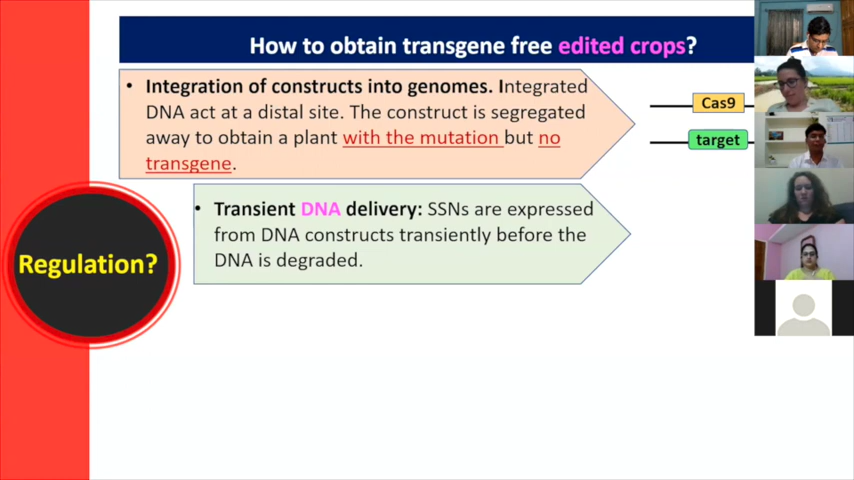 How to obtain transgene free edited crops?
• Integration of constructs into genomes. Integrated
DNA act at a distal site. The construct is segregated
away to obtain a plant with the mutation but no
transgene.
Cas9
target
• Transient DNA delivery: SSNs are expressed
from DNA constructs transiently before the
DNA is degraded.
Regulation?